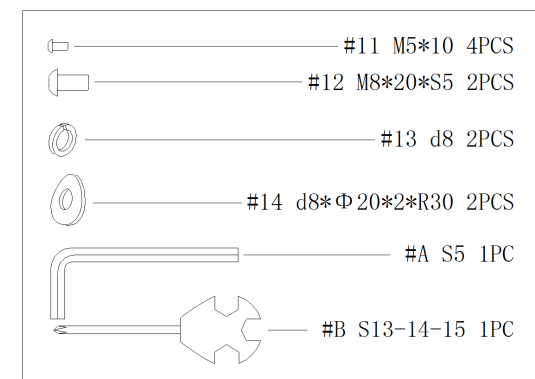 #11 M5*10 4PCS
#12 M8*20*S5 2PCS
#13 d8 2PCS
#14 d8*Φ20*2*R30 2PCS
#A S5 1PC
#B S13-14-15 1PC